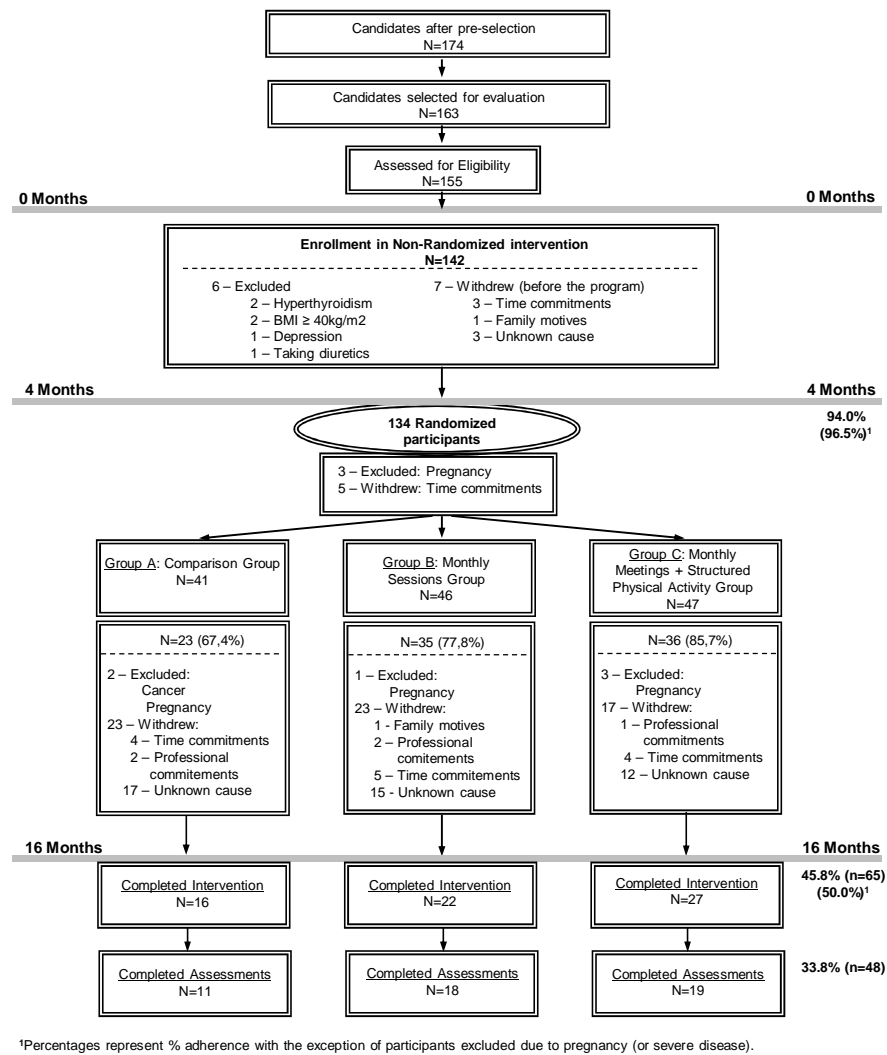 Candidates after pre-selection
N=174
Candidates selected for evaluation
N=163
Assessed for Eligibility
N=155
0 Months
0 Months
Enrollment in Non-Randomized intervention
N=142
6 – Excluded
2 – Hyperthyroidism
2 – BMI ≥ 40kg/m2
1 – Depression
1 – Taking diuretics
7 – Withdrew (before the program)
3 – Time commitments
1 – Family motives
3 – Unknown cause
4 Months
4 Months
94.0%
(96.5%)¹
134 Randomized
participants
3 – Excluded: Pregnancy
5 – Withdrew: Time commitments
Group A: Comparison Group
N=41
Group B: Monthly
Sessions Group
N=46
Group C: Monthly
Meetings + Structured
Physical Activity Group
N=47
N=23 (67,4%)
2 – Excluded:
Cancer
Pregnancy
23 – Withdrew:
4 – Time commitments
2 – Professional
commitements
17 – Unknown cause
N=35 (77,8%)
1 – Excluded:
Pregnancy
23 – Withdrew:
1 - Family motives
2 – Professional
comitements
5 – Time commitements
15 - Unknown cause
N=36 (85,7%)
3 – Excluded:
Pregnancy
17 – Withdrew:
1 – Professional
commitments
4 – Time commitments
12 – Unknown cause
16 Months
16 Months
45.8% (n=65)
(50.0%)¹
Completed Intervention
N=16
Completed Intervention
N=22
Completed Intervention
N=27
Completed Assessments
N=11
Completed Assessments
N=18
Completed Assessments
N=19
33.8% (n=48)
¹Percentages represent % adherence with the exception of participants excluded due to pregnancy (or severe disease).